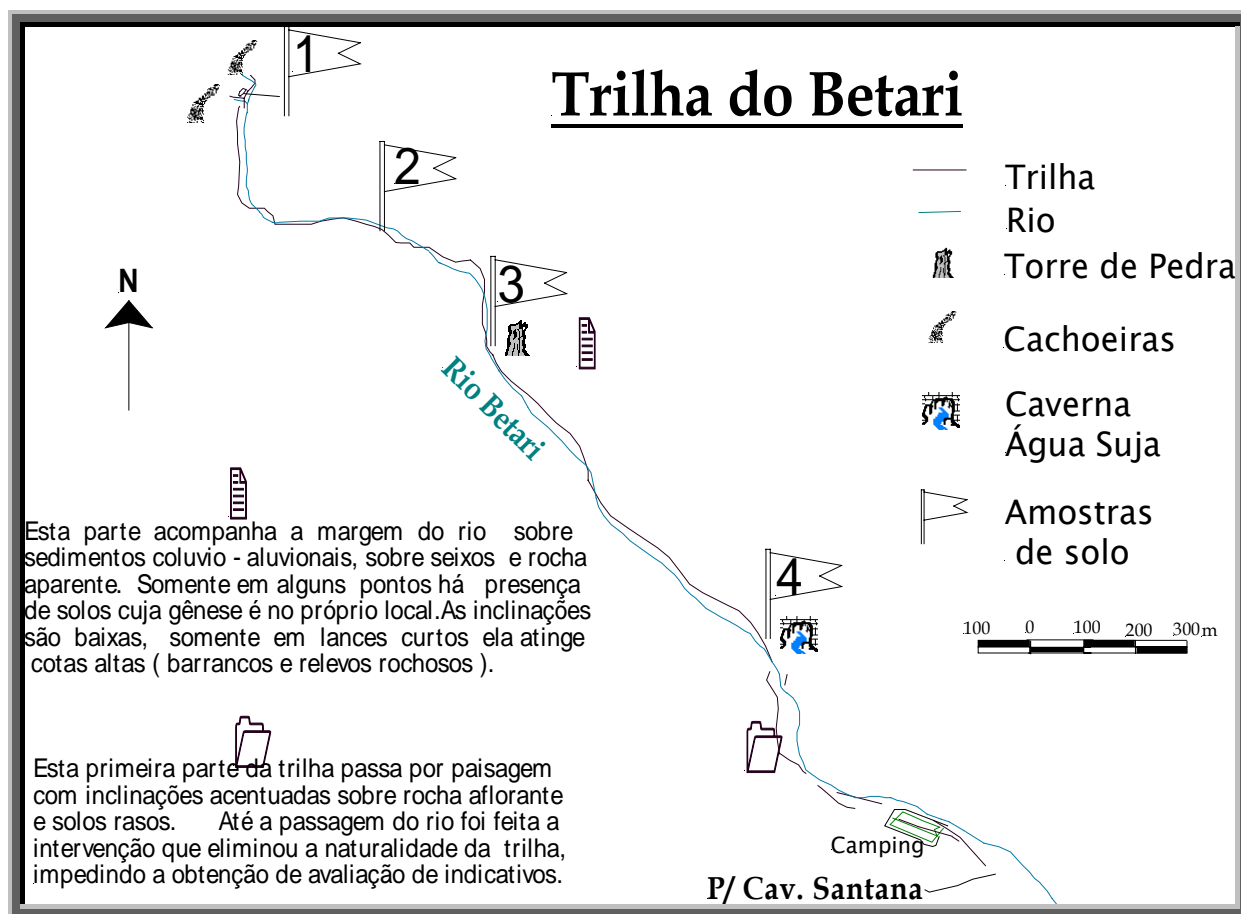 Trilha do Betari
1
2
3
4
N
Rio Betari
Trilha
Rio
Torre de Pedra
Cachoeiras
Caverna
Água Suja
Amostras
de solo
100 0 100 200 300m
Esta parte acompanha a margem do rio sobre
sedimentos coluvio - aluvionais, sobre seixos e rocha
aparente. Somente em alguns pontos há presença
de solos cuja gênese é no próprio local.As inclinações
são baixas, somente em lances curtos ela atinge
cotas altas ( barrancos e relevos rochosos ).
Esta primeira parte da trilha passa por paisagem
com inclinações acentuadas sobre rocha aflorante
e solos rasos. Até a passagem do rio foi feita a
intervenção que eliminou a naturalidade da trilha,
impedindo a obtenção de avaliação de indicativos.
Camping
P/ Cav. Santana